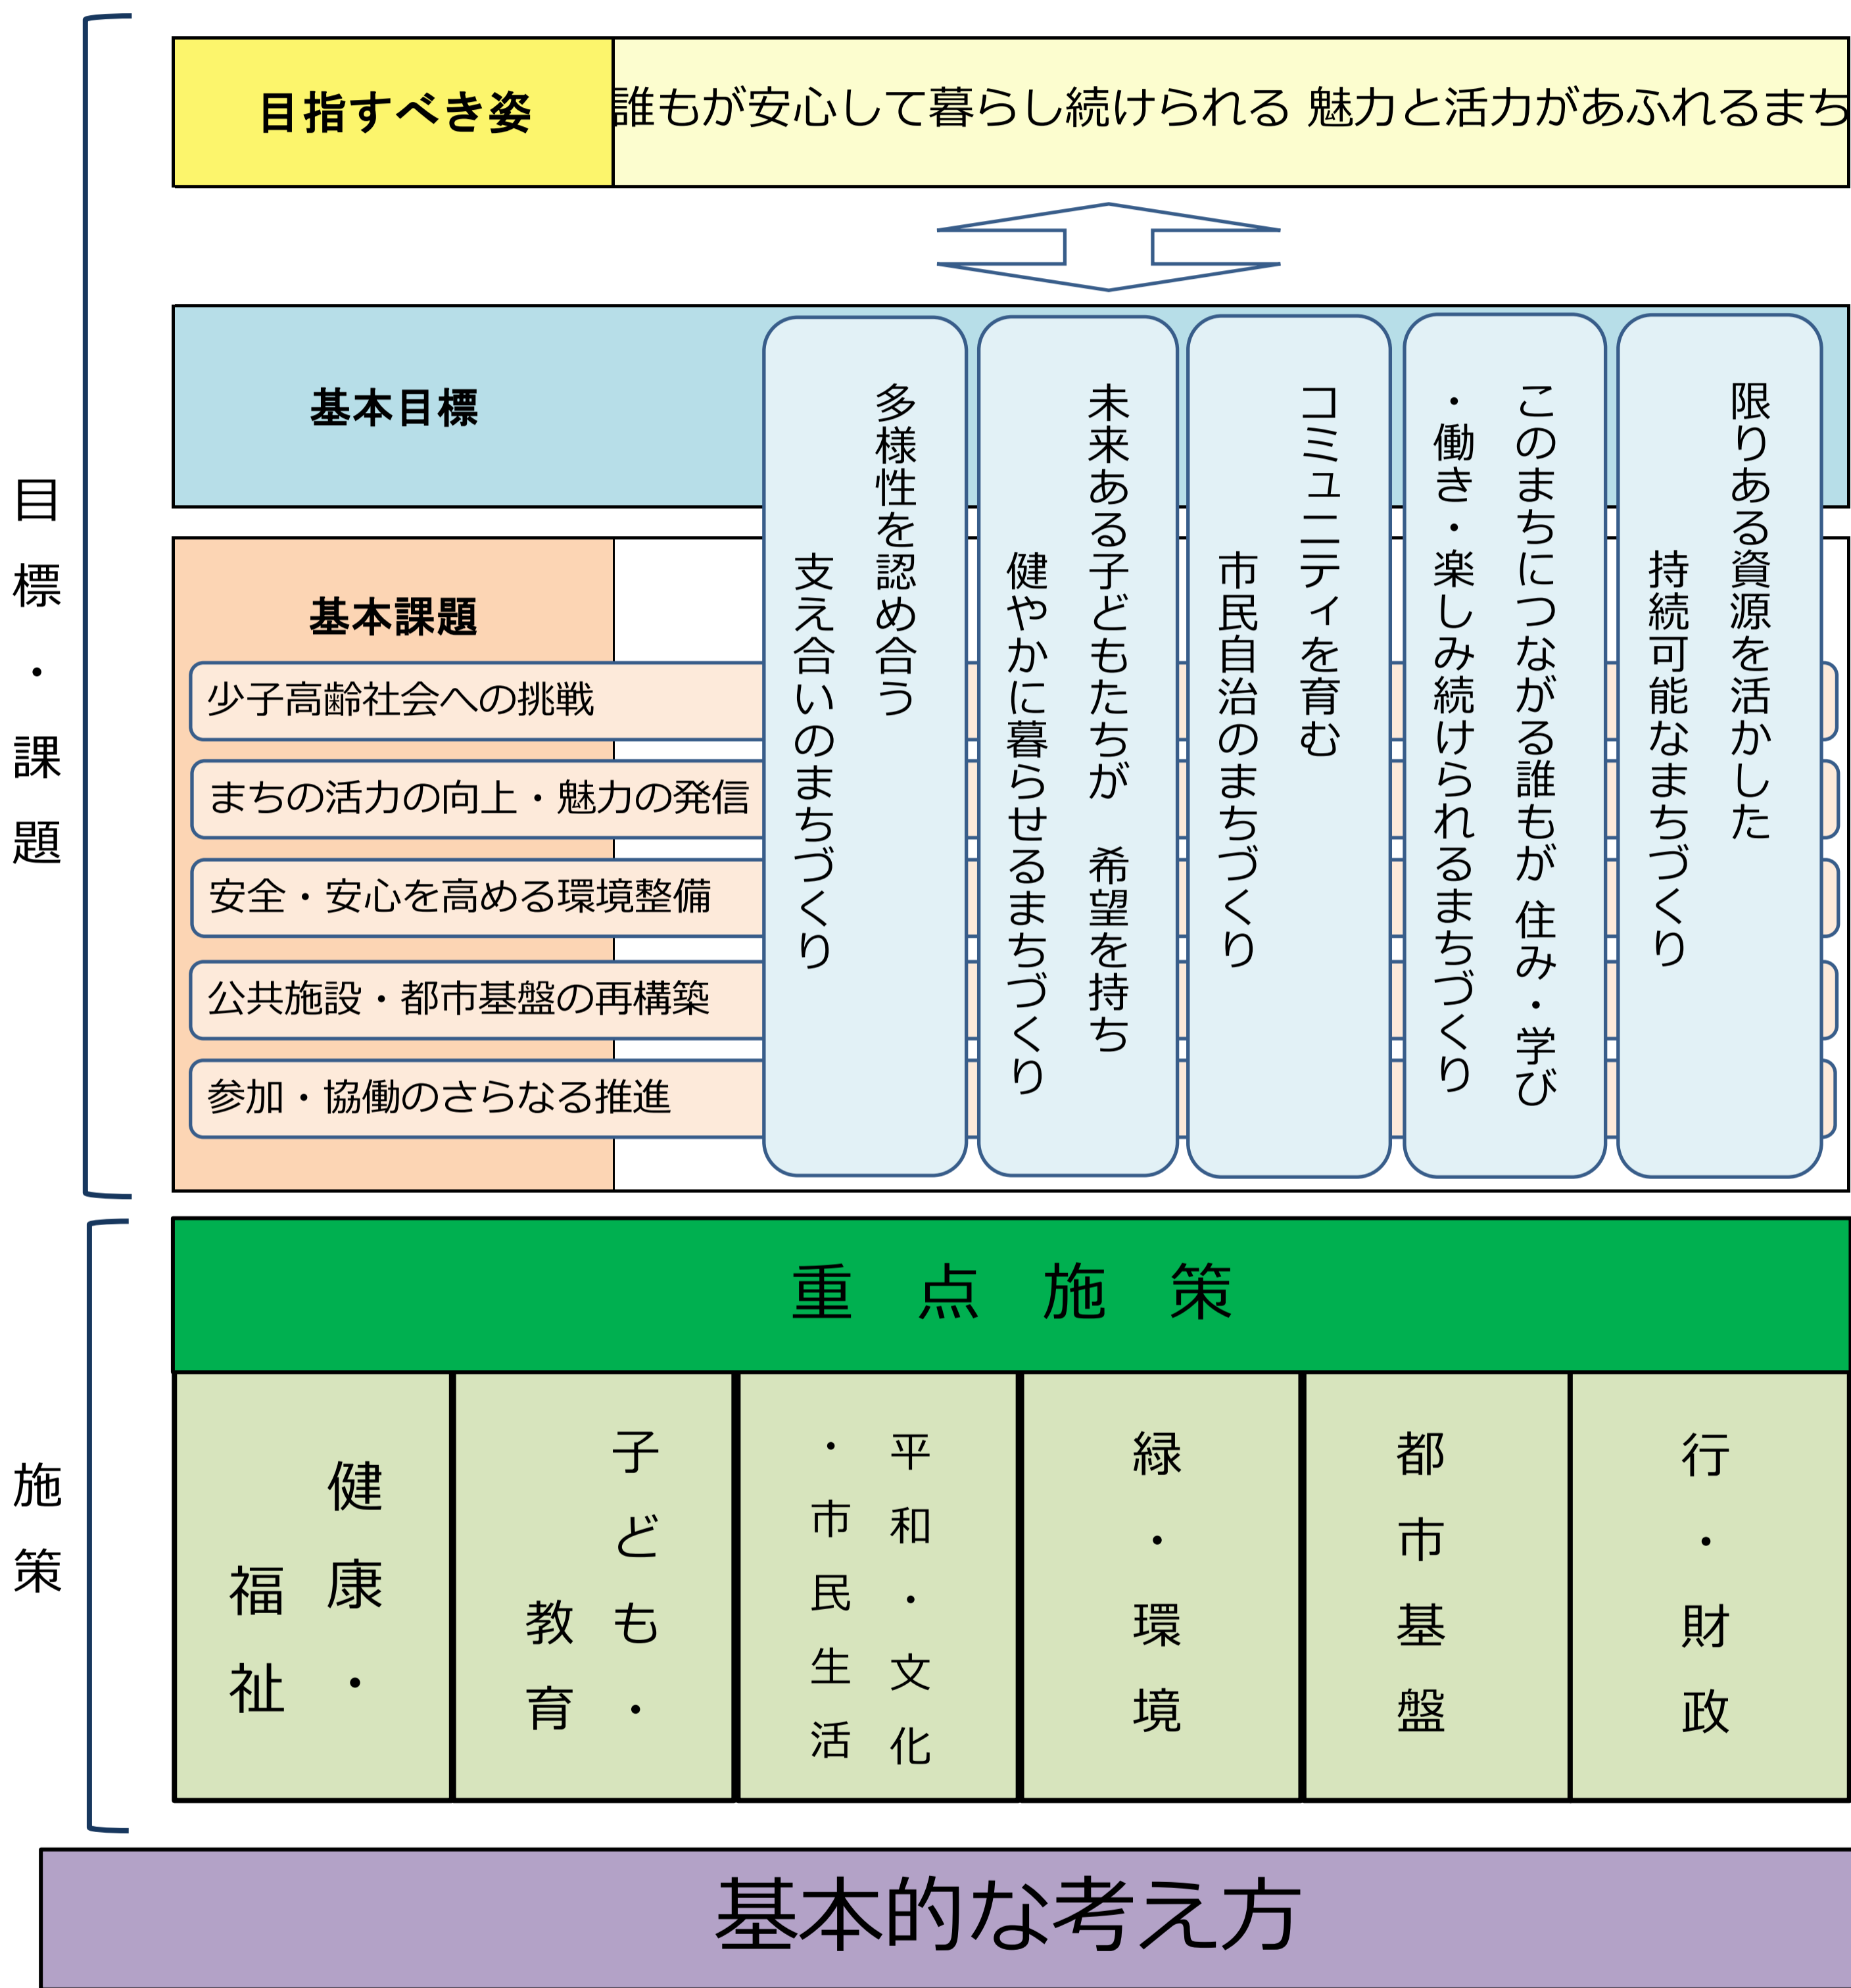 目標・課題
目指すべき姿
誰もが安心して暮らし続けられる 魅力と活力があふれるまち
基本目標
多様性を認め合う
支え合いのまちづくり
未来ある子どもたちが　希望を持ち
健やかに暮らせるまちづくり
コミュニティを育む
市民自治のまちづくり
このまちにつながる誰もが 住み・学び
・働き・楽しみ続けられるまちづくり
限りある資源を活かした
持続可能なまちづくり
基本課題
少子高齢社会への挑戦
まちの活力の向上・魅力の発信
安全・安心を高める環境整備
公共施設・都市基盤の再構築
参加・協働のさらなる推進
施策
重点施策
健康・
福祉
子ども・
教育
平和・文化
・市民生活
緑・環境
都市基盤
行・財政
基本的な考え方